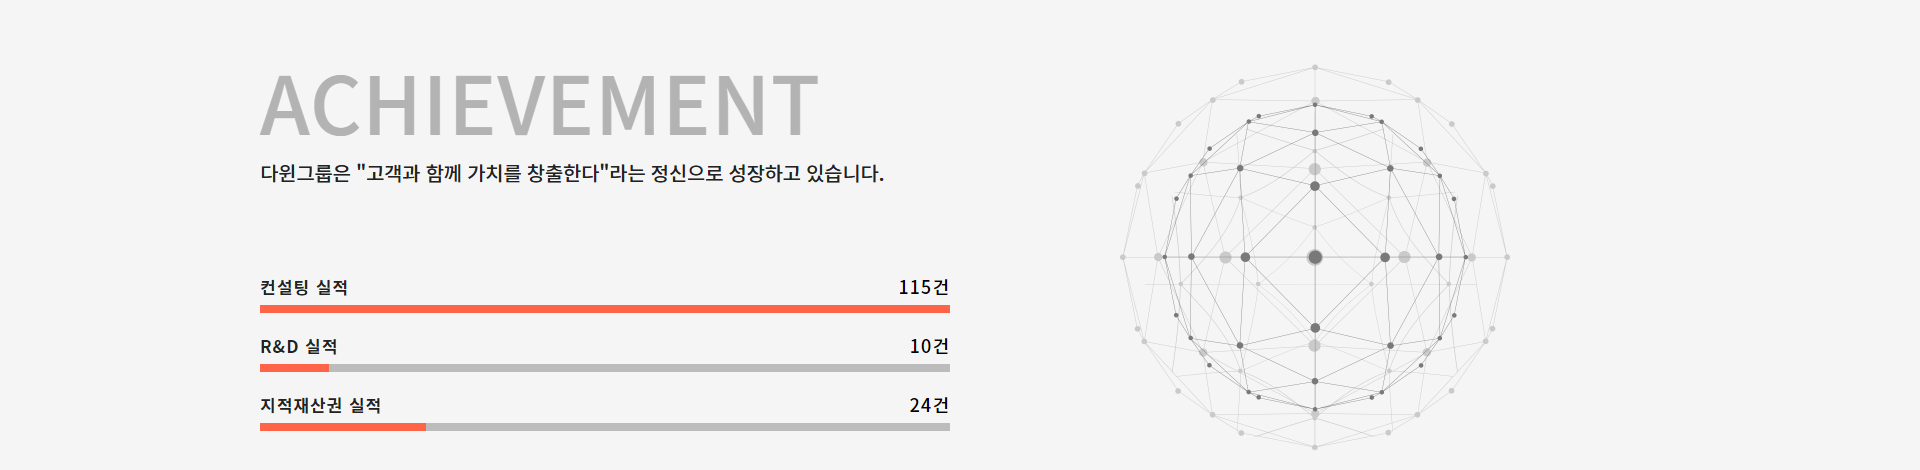 ACHIEVEMENT
다윈그룹은 "고객과 함께 가치를 창출한다"라는 정신으로 성장하고 있습니다.
컨설팅 실적 115건
R&D 실적 10건
지적재산권 실적 24건